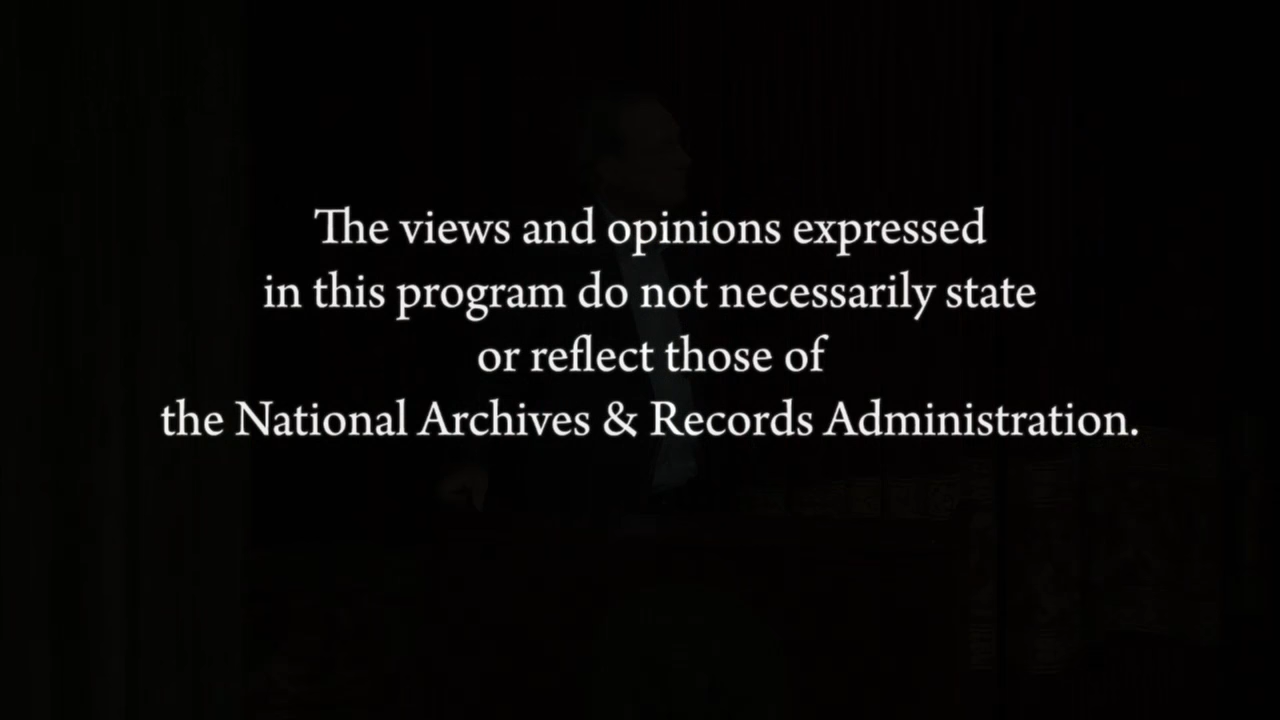 The views and opinions expressed
in this program do not necessarily state
or reflect those of
the National Archives & Records Administration.